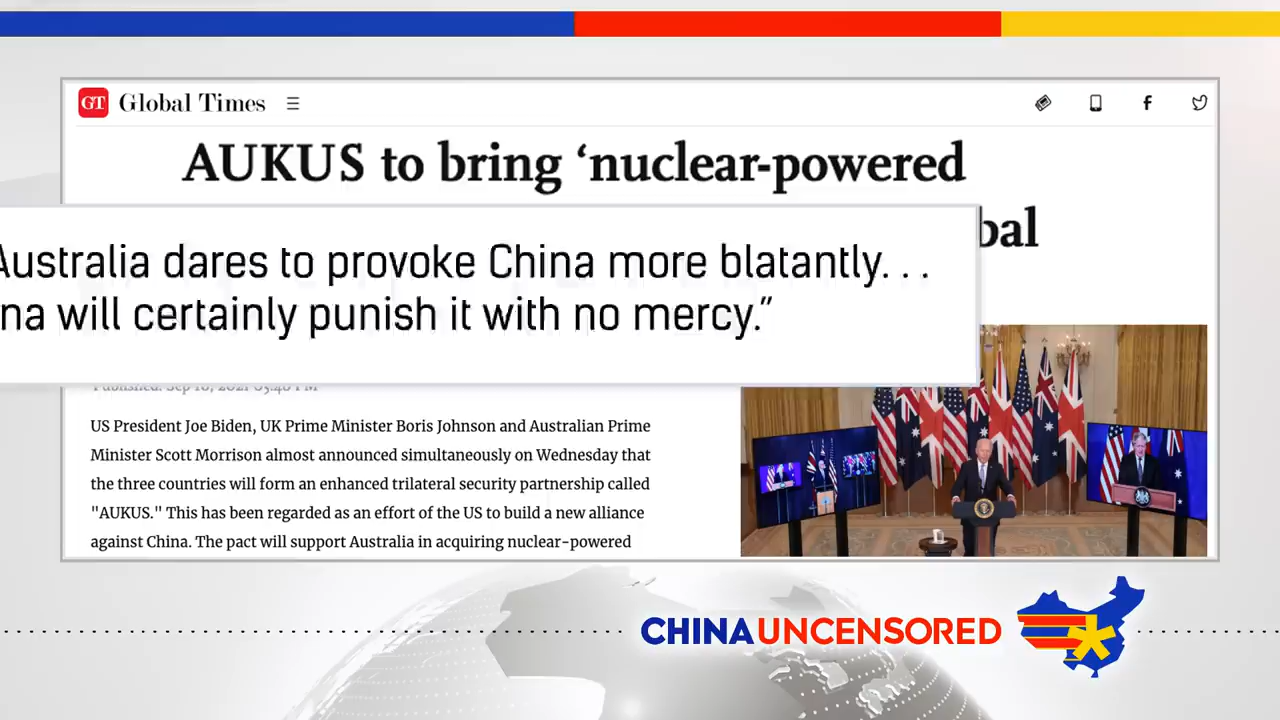 GT Global Times
AUKUS to bring ‘nuclear-powered
bal
Australia dares to provoke China more blatantly. . .
na will certainly punish it with no mercy.”
US President Joe Biden, UK Prime Minister Boris Johnson and Australian Prime
Minister Scott Morrison almost announced simultaneously on Wednesday that
the three countries will form an enhanced trilateral security partnership called
"AUKUS." This has been regarded as an effort of the US to build a new alliance
against China. The pact will support Australia in acquiring nuclear-powered
CHINAUNCENSORED